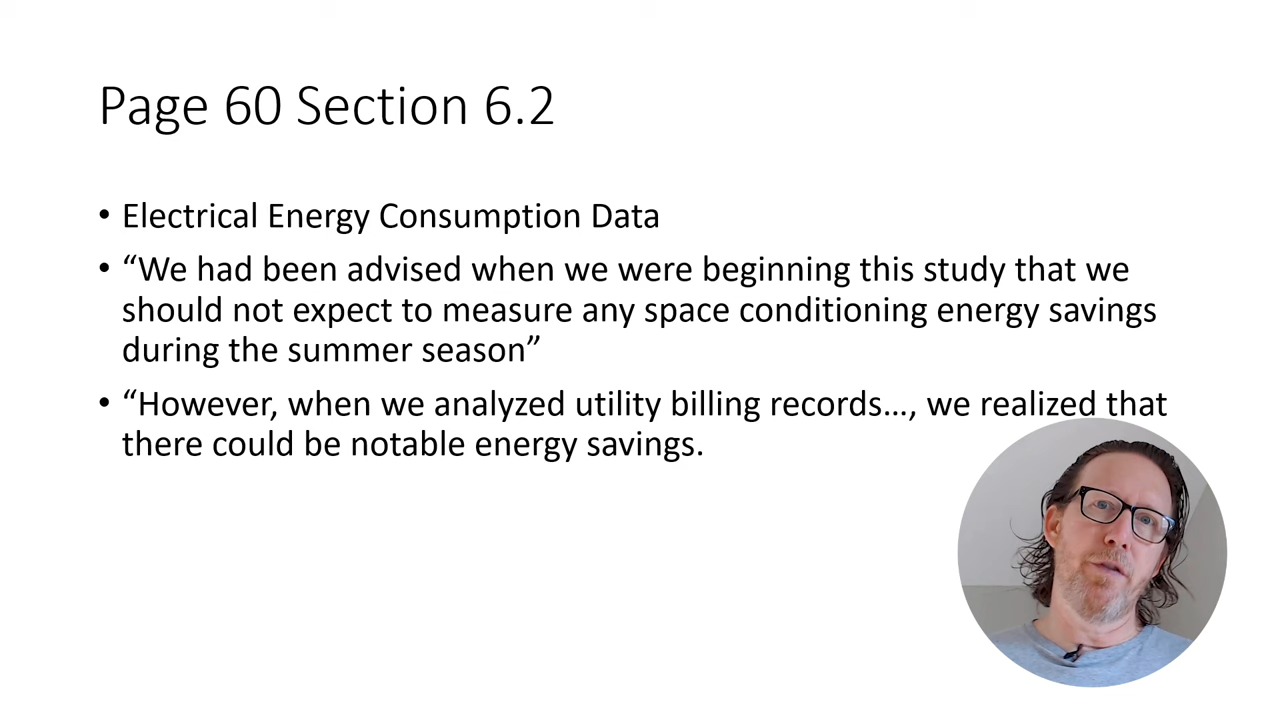 Page 60 Section 6.2
• Electrical Energy Consumption Data
• “We had been advised when we were beginning this study that we
should not expect to measure any space conditioning energy savings
during the summer season”
• “However, when we analyzed utility billing records…, we realized that
there could be notable energy savings.